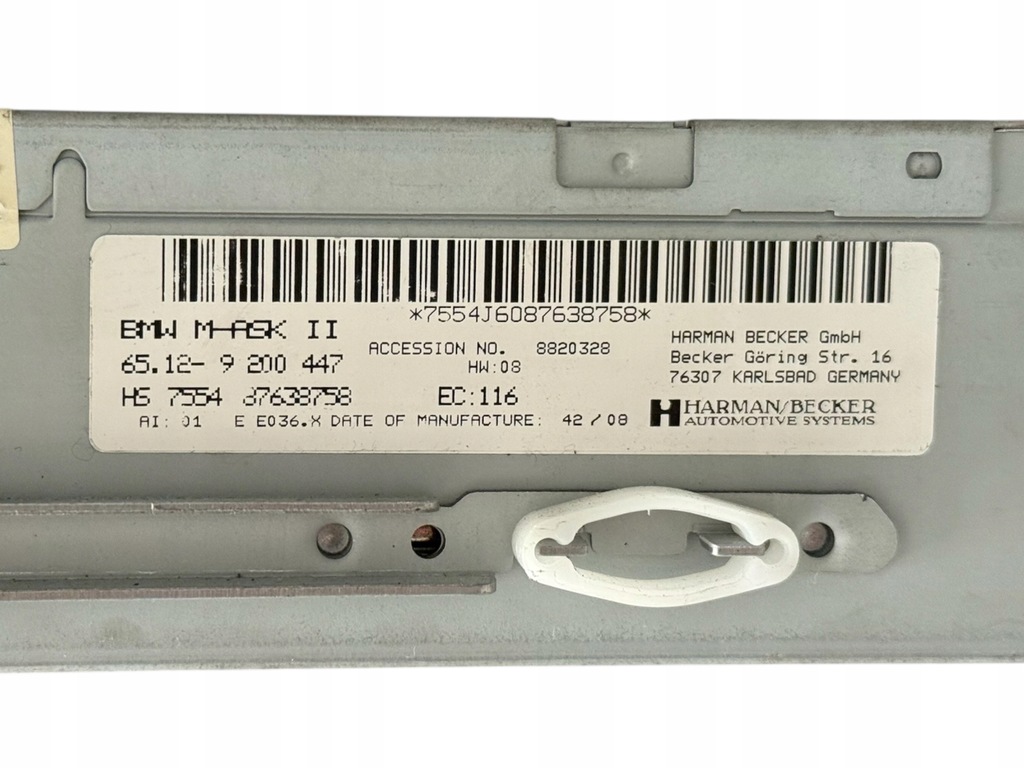 *7554J6087638758*
BMW M-ASK II
65.12- 9 200 447
HS 7554 37638758
ACCESSION NO. 8820328
HW:08
EC:116
AI: 01 E E036.X DATE OF MANUFACTURE: 42/08
HARMAN BECKER GmbH
Becker Göring Str. 16
76307 KARLSBAD GERMANY
HARMAN/BECKER
AUTOMOTIVE SYSTEMS